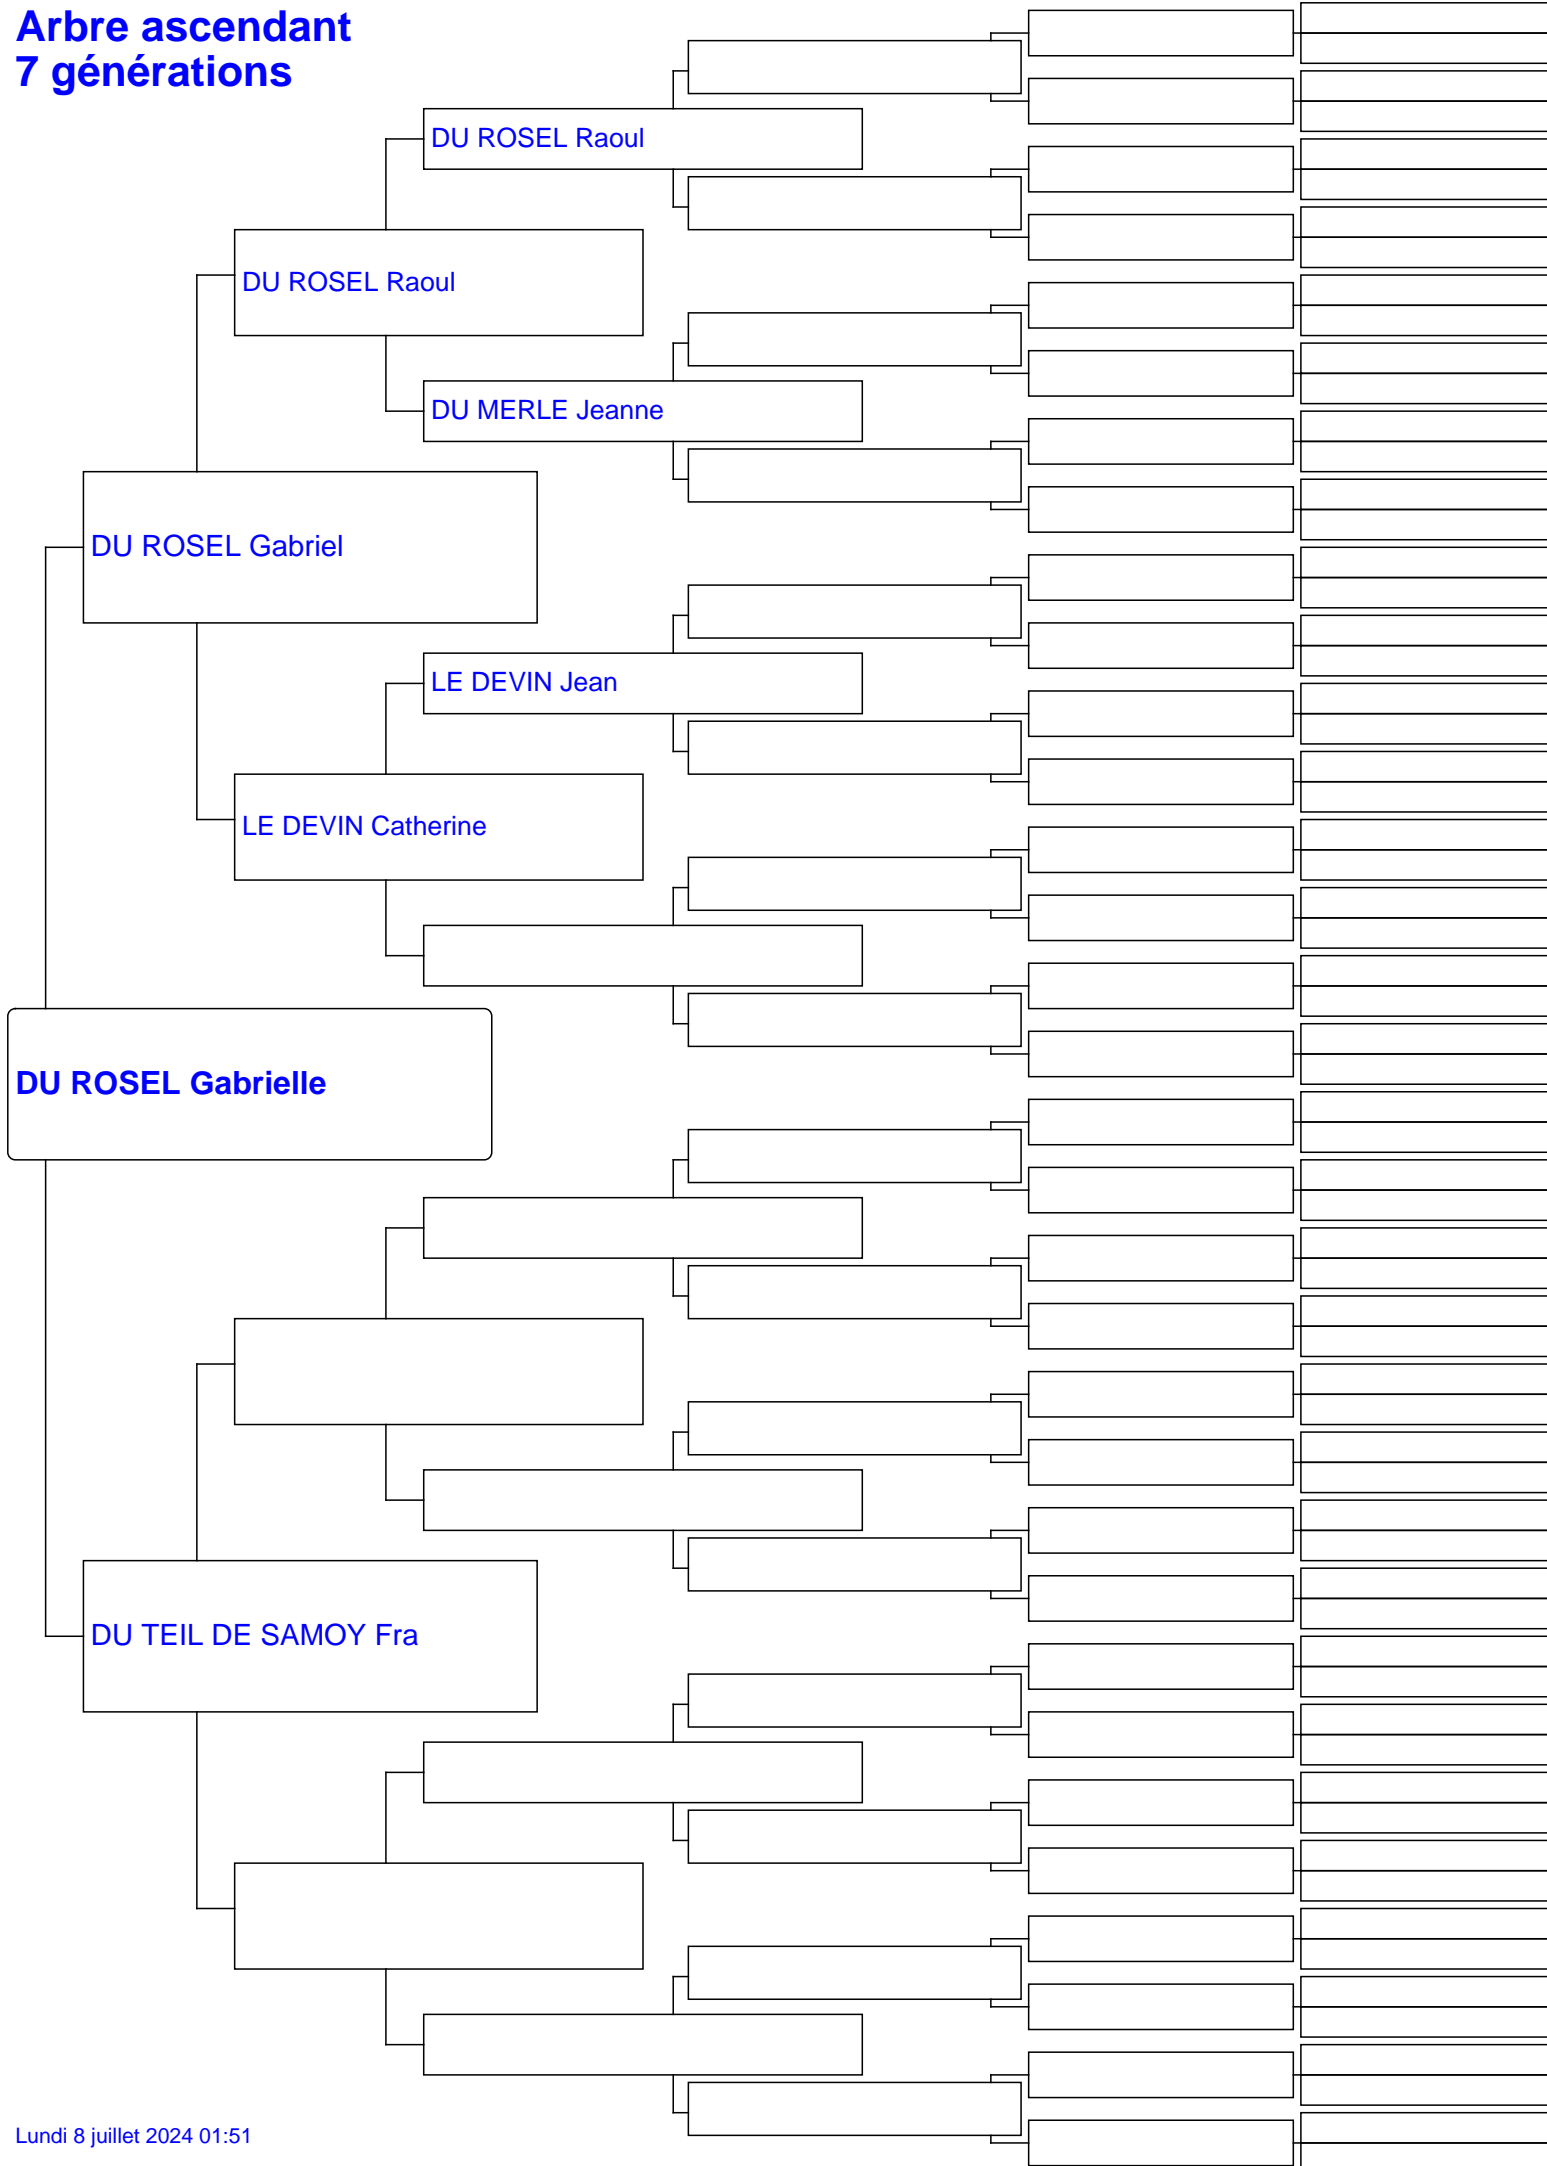 Arbre ascendant
7 générations
DU ROSEL Raoul
DU ROSEL Raoul
DU MERLE Jeanne
DU ROSEL Gabriel
LE DEVIN Jean
LE DEVIN Catherine
DU ROSEL Gabrielle
DU TEIL DE SAMOY Fra
Lundi 8 juillet 2024 01:51